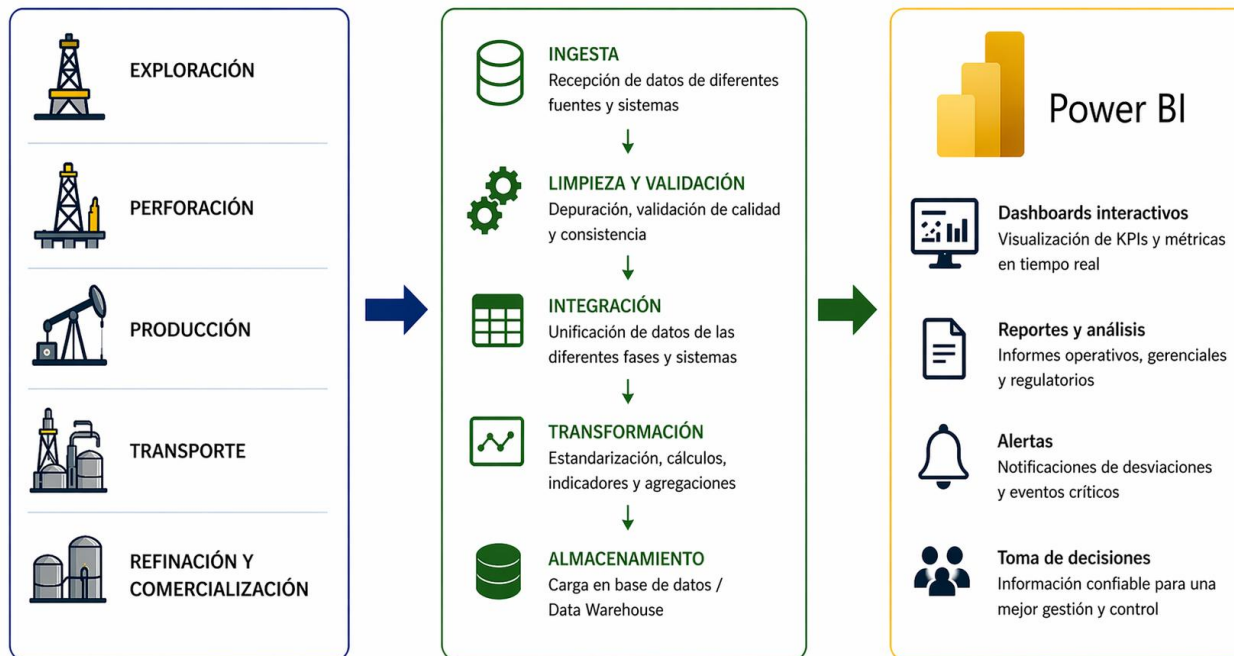 EXPLORACIÓN
PERFORACIÓN
PRODUCCIÓN
TRANSPORTE
REFINACIÓN Y
COMERCIALIZACIÓN
INGESTA
Recepción de datos de diferentes
fuentes y sistemas
LIMPIEZA Y VALIDACIÓN
Depuración, validación de calidad
y consistencia
INTEGRACIÓN
Unificación de datos de las
diferentes fases y sistemas
TRANSFORMACIÓN
Estandarización, cálculos,
indicadores y agregaciones
ALMACENAMIENTO
Carga en base de datos /
Data Warehouse
Power BI
Dashboards interactivos
Visualización de KPIs y métricas
en tiempo real
Reportes y análisis
Informes operativos, gerenciales
y regulatorios
Alertas
Notificaciones de desviaciones
y eventos críticos
Toma de decisiones
Información confiable para una
mejor gestión y control